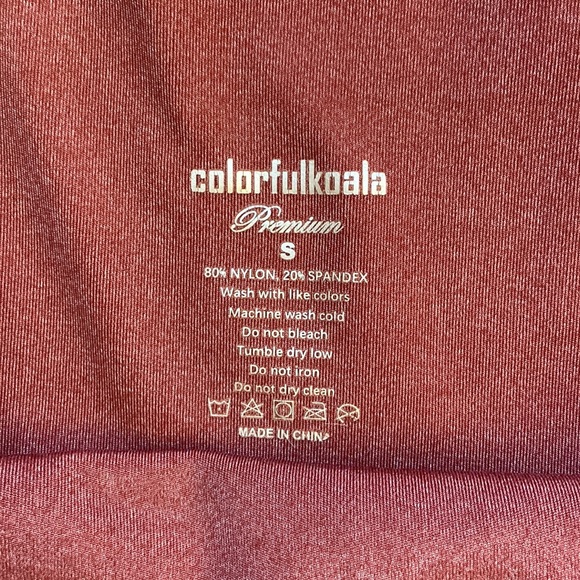 colorfulkoala
Premium
S
80% NYLON, 20% SPANDEX
Wash with like colors
Machine wash cold
Do not bleach
Tumble dry low
Do not iron
Do not dry clean
MADE IN CHINA